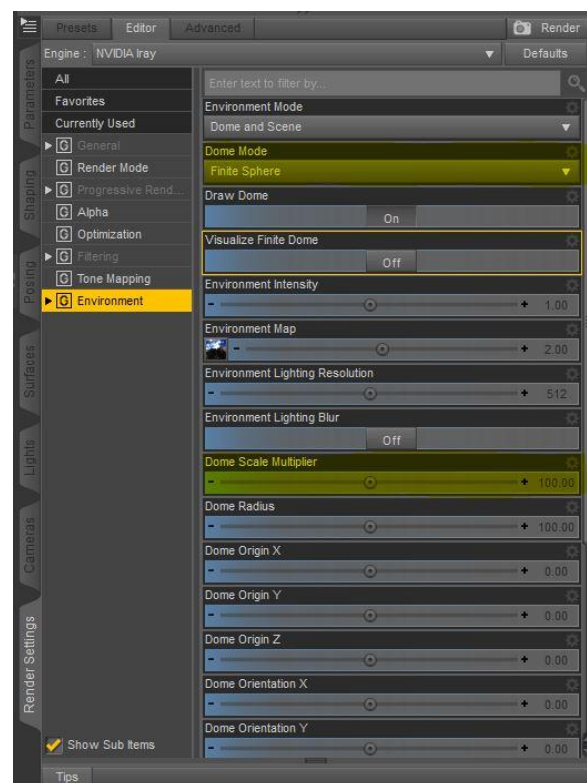 Presets Editor Advanced Render
Engine : NVIDIA Iray Defaults
Parameters
Shaping
Posing
Surfaces
Lights
Cameras
Render Settings
All
Favorites
Currently Used
G General
G Render Mode
G Progressive Rend...
G Alpha
G Optimization
G Filtering
G Tone Mapping
G Environment
Show Sub Items
Enter text to filter by...
Environment Mode
Dome and Scene
Dome Mode
Finite Sphere
Draw Dome
On
Visualize Finite Dome
Off
Environment Intensity
- + 1.00
Environment Map
- + 2.00
Environment Lighting Resolution
- + 512
Environment Lighting Blur
Off
Dome Scale Multiplier
- + 100.00
Dome Radius
- + 100.00
Dome Origin X
- + 0.00
Dome Origin Y
- + 0.00
Dome Origin Z
- + 0.00
Dome Orientation X
- + 0.00
Dome Orientation Y
- + 0.00
Tips